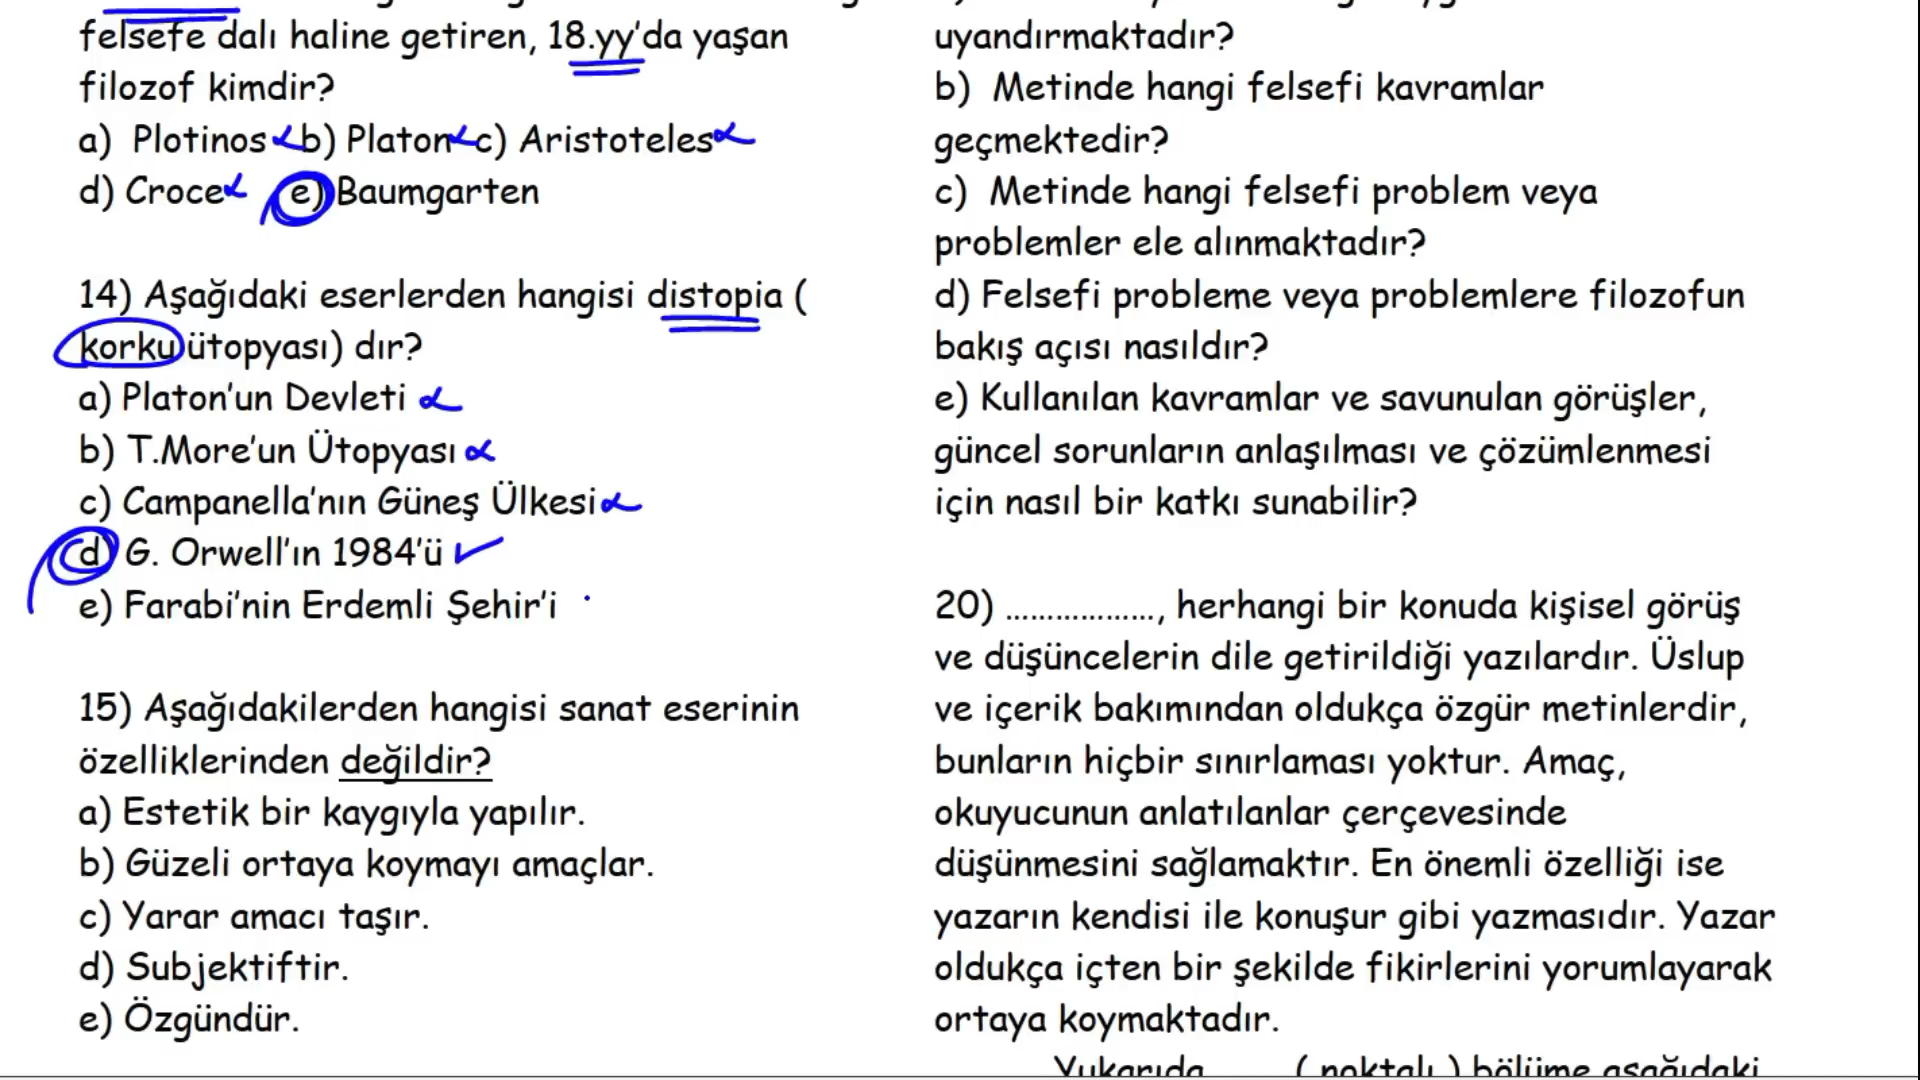 felsefe dalı haline getiren, 18.yy'da yaşan
filozof kimdir?
a) Plotinos b) Platon c) Aristoteles
d) Croce e) Baumgarten
14) Aşağıdaki eserlerden hangisi distopia (
korku ütopyası) dır?
a) Platon'un Devleti
b) T.More'un Ütopyası
c) Campanella'nın Güneş Ülkesi
d) G. Orwell'ın 1984'ü
e) Farabi'nin Erdemli Şehir'i
15) Aşağıdakilerden hangisi sanat eserinin
özelliklerinden değildir?
a) Estetik bir kaygıyla yapılır.
b) Güzeli ortaya koymayı amaçlar.
c) Yarar amacı taşır.
d) Subjektiftir.
e) Özgündür.
uyandırmaktadır?
b) Metinde hangi felsefi kavramlar
geçmektedir?
c) Metinde hangi felsefi problem veya
problemler ele alınmaktadır?
d) Felsefi probleme veya problemlere filozofun
bakış açısı nasıldır?
e) Kullanılan kavramlar ve savunulan görüşler,
güncel sorunların anlaşılması ve çözümlenmesi
için nasıl bir katkı sunabilir?
20) .................., herhangi bir konuda kişisel görüş
ve düşüncelerin dile getirildiği yazılardır. Üslup
ve içerik bakımından oldukça özgür metinlerdir,
bunların hiçbir sınırlaması yoktur. Amaç,
okuyucunun anlatılanlar çerçevesinde
düşünmesini sağlamaktır. En önemli özelliği ise
yazarın kendisi ile konuşur gibi yazmasıdır. Yazar
oldukça içten bir şekilde fikirlerini yorumlayarak
ortaya koymaktadır.
Yukarıda ( noktalı ) bölüme aşağıdaki